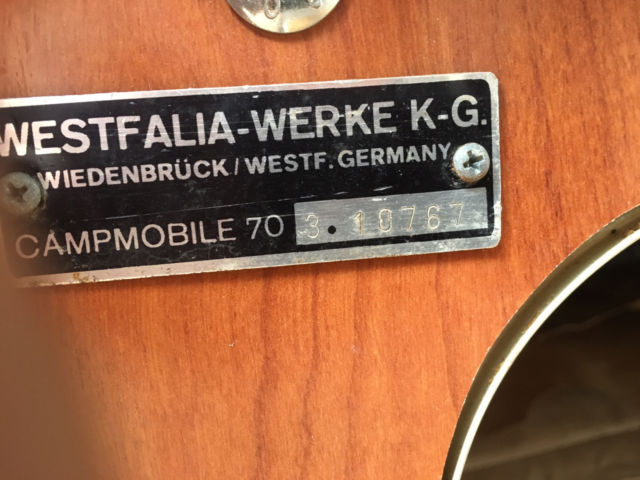 WESTFALIA-WERKE K-G.
WIEDENBRÜCK/WESTF. GERMANY
CAMPMOBILE 70 3.10767